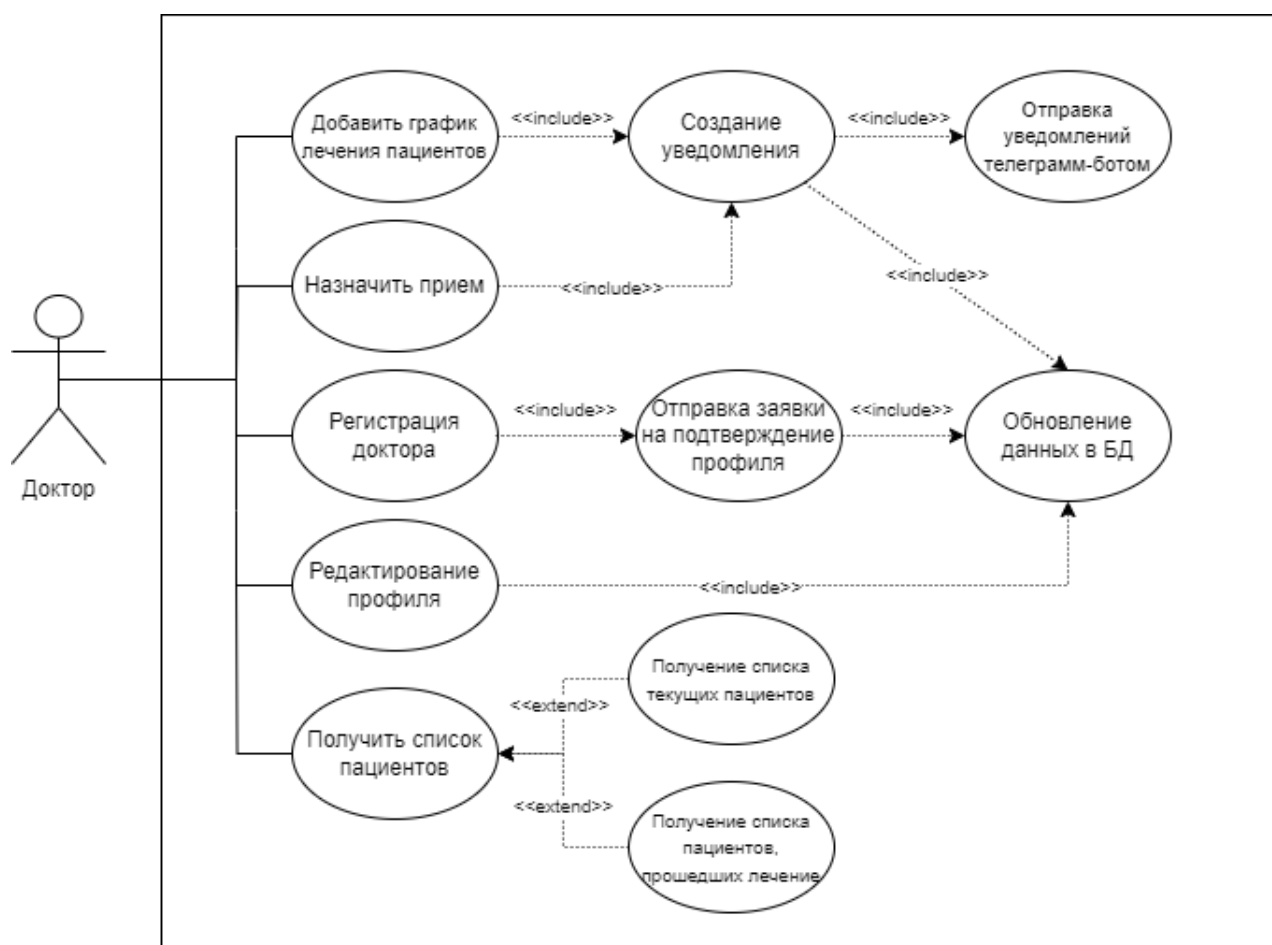 Добавить график
лечения пациентов
<<include>>
Создание
уведомления
<<include>>
Отправка
уведомлений
телеграмм-ботом
Назначить прием
<<include>>
<<include>>
Доктор
Регистрация
доктора
<<include>>
Отправка заявки
на подтверждение
профиля
<<include>>
Обновление
данных в БД
Редактирование
профиля
<<include>>
Получить список
пациентов
<<extend>>
Получение списка
текущих пациентов
<<extend>>
Получение списка
пациентов,
прошедших лечение